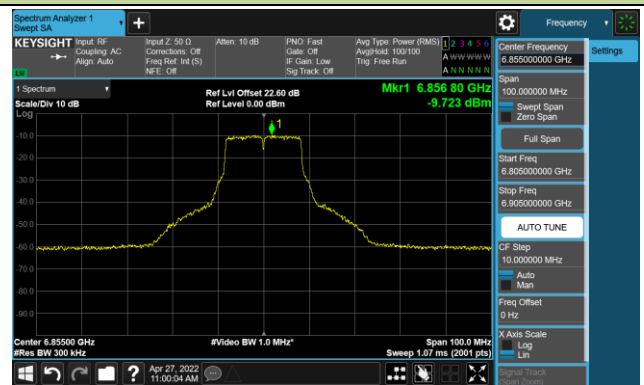 Spectrum Analyzer 1
Swept SA
+
Frequency
KEYSIGHT
Input: RF
Coupling: AC
Align: Auto
Input Z: 50 Ω
Corrections: Off
Freq Ref: Int (S)
NFE: Off
Atten: 10 dB
PNO: Fast
Gate: Off
IF Gain: Low
Sig Track: Off
Avg Type: Power (RMS)
Avg|Hold: 100/100
Trig: Free Run
1 2 3 4 5 6
A W W W W W
A N N N N N
LXI
1 Spectrum
Scale/Div 10 dB
Log
Ref Lvl Offset 22.60 dB
Ref Level 0.00 dBm
Mkr1 6.856 80 GHz
-9.723 dBm
1
-10.0
-20.0
-30.0
-40.0
-50.0
-60.0
-70.0
-80.0
-90.0
Center 6.85500 GHz
#Res BW 300 kHz
#Video BW 1.0 MHz*
Span 100.0 MHz
Sweep 1.07 ms (2001 pts)
Center Frequency
6.855000000 GHz
Settings
Span
100.000000 MHz
Swept Span
Zero Span
Full Span
Start Freq
6.805000000 GHz
Stop Freq
6.905000000 GHz
AUTO TUNE
CF Step
10.000000 MHz
Auto
Man
Freq Offset
0 Hz
X Axis Scale
Log
Lin
Signal Track
(Span Zoom)
?
Apr 27, 2022
11:00:04 AM